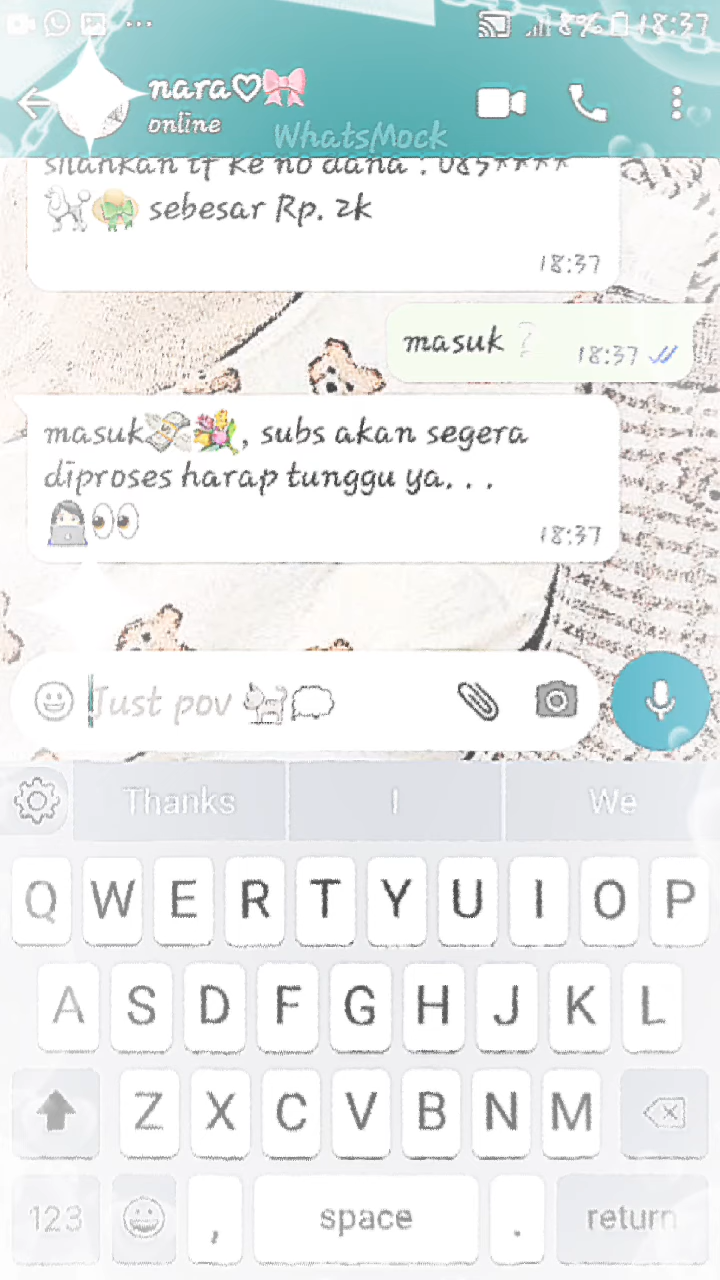 8% 18:37
nara♡🎀
online
WhatsMock
silahkan tf ke no dana : 085****
🐩👒 sebesar Rp. 2k
18:37
masuk ❔
18:37
masuk💸💐, subs akan segera
diproses harap tunggu ya. . .
👩‍💻👀
18:37
Just pov 🐈💭
Thanks I We
Q W E R T Y U I O P
A S D F G H J K L
Z X C V B N M
123 , space . return